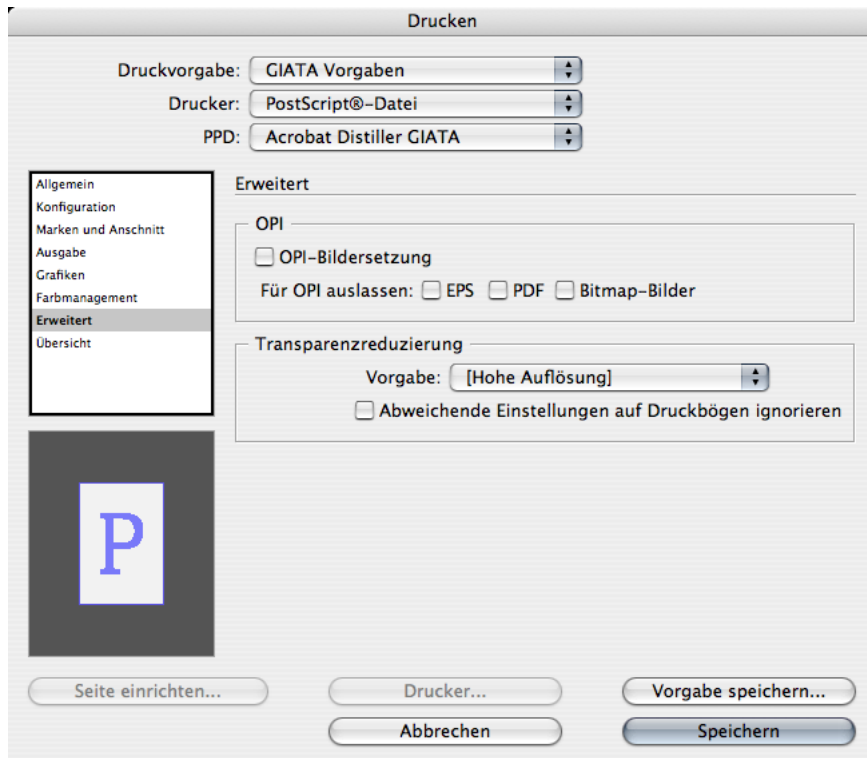 Drucken
Druckvorgabe: GIATA Vorgaben
Drucker: PostScript®-Datei
PPD: Acrobat Distiller GIATA
Allgemein
Konfiguration
Marken und Anschnitt
Ausgabe
Grafiken
Farbmanagement
Erweitert
Übersicht
Erweitert
OPI
OPI-Bildersetzung
Für OPI auslassen: EPS PDF Bitmap-Bilder
Transparenzreduzierung
Vorgabe: [Hohe Auflösung]
Abweichende Einstellungen auf Druckbögen ignorieren
P
Seite einrichten... Drucker... Vorgabe speichern...
Abbrechen Speichern